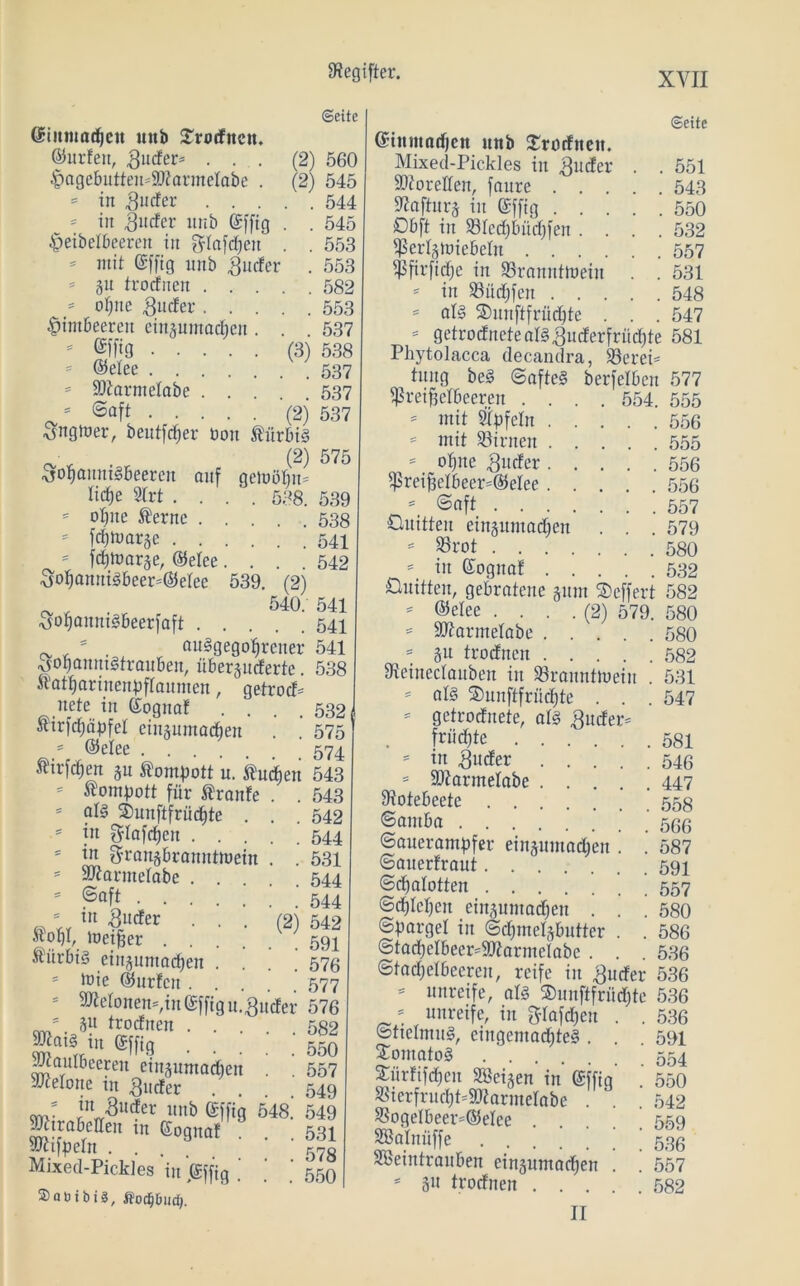 Register.
XVII
Seite
Einmachen und Trocknen.
Gurken, Zucker= . . . (2) 560
Hagebutten=Marmelade . (2) 545
= in Zucker . . . . . 544
= in Zucker und Essig . . 545
Heidelbeeren in Flaschen . . 553
= mit Essig und Zucker . 553
= zu trocknen . . . . . 582
= ohne Zucker . . . . . 553
Himbeeren einzumachen . . . 537
= Essig . . . . . (3) 538
= Gelee . . . . . . . 537
= Marmelade . . . . . 537
= Saft . . . . . (2) 537
Ingwer, deutscher von Kürbis
(2) 575
Johannisbeeren auf gewöhn=
liche Art . . . . 538. 539
= ohne Kerne . . . . . 538
= schwarze . . . . . . 541
= schwarze, Gelee . . . . 542
Johannisbeer=Gelee 539. (2)
540. 541
Johannisbeersaft . . . . . 541
= ausgegohrener 541
Johannistrauben, überzuckerte . 538
Katharinenpflaumen, getrock=
nete in Cognak . . . . 532
Kirschäpfel einzumachen . . 575
= Gelee . . . . . . . 574
Kirschen zu Kompott u. Kuchen 543
= Kompott für Kranke . . 543
= als Dunstfrüchte . . . 542
= in Flaschen . . . . . 544
= in Franzbranntwein . . 531
= Marmelade . . . . . 544
= Saft . . . . . . . 544
= in Zucker . . . (2) 542
Kohl, weißer . . . . . . 591
Kürbis einzumachen . . . . 576
= wie Gurken . . . . . 577
= Melonen=, in Essig u. Zucker 576
= zu trocknen . . . . . 582
Mais in Essig . . . . . 550
Maulbeeren einzumachen . . 557
Melone in Zucker . . . . 549
= in Zucker und Essig 548. 549
Mirabellen in Cognak . . . 531
Mispeln . . . . . . . . 578
Mixed-Pickles in Essig . . . 550
Davidis, Kochbuch.
Seite
Einmachen und Trocknen.
Mixed-Pickles in Zucker . . 551
Morellen, saure . . . . . 543
Nasturz in Essig . . . . . 550
Obst in Blechbüchsen . . . . 532
Perlzwiebeln . . . . . . 557
Pfirsiche in Branntwein . . 531
= in Büchsen . . . . . 548
= als Dunstfrüchte . . . 547
= getrocknete als Zuckerfrüchte 581
Phytolacca decandra, Berei=
tung des Saftes derselben 577
Preißelbeeren . . . . 554. 555
= mit Äpfeln . . . . . 556
= mit Birnen . . . . . 555
= ohne Zucker . . . . . 556
Preißelbeer=Gelee . . . . . 556
= Saft . . . . . . . 557
Quitten einzumachen . . . 579
= Brot . . . . . . . 580
= in Cognak . . . . . 532
Quitten, gebratene zum Dessert 582
= Gelee . . . . (2) 579. 580
= Marmelade . . . . . 580
= zu trocknen . . . . . 582
Reineclauden in Branntwein . 531
= als Dunstfrüchte . . . 547
= getrocknete, als Zucker=
früchte . . . . . . 581
= in Zucker . . . . . 546
= Marmelade . . . . . 447
Rotebeete . . . . . . . 558
Samba . . . . . . . . 566
Sauerampfer einzumachen . . 587
Sauerkraut . . . . . . . 591
Schalotten . . . . . . . 557
Schlehen einzumachen . . . 580
Spargel in Schmelzbutter . . 586
Stachelbeer=Marmelade . . . 536
Stachelbeeren, reife in Zucker 536
= unreife, als Dunstfrüchte 536
= unreife, in Flaschen . . 536
Stielmus, eingemachtes . . . 591
Tomatos . . . . . . . 554
Türkischen Weizen in Essig . 550
Vierfrucht=Marmelade . . . 542
Vogelbeer=Gelee . . . . . 559
Walnüsse . . . . . . . 536
Weintrauben einzumachen . . 557
= zu trocknen . . . . . 582
II